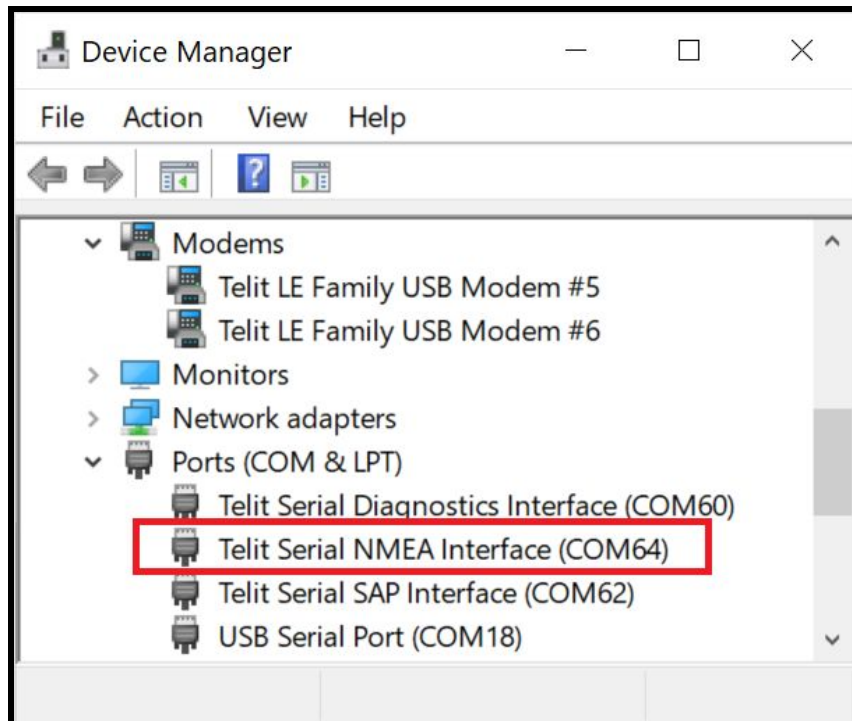 Device Manager
File Action View Help
Modems
Telit LE Family USB Modem #5
Telit LE Family USB Modem #6
Monitors
Network adapters
Ports (COM & LPT)
Telit Serial Diagnostics Interface (COM60)
Telit Serial NMEA Interface (COM64)
Telit Serial SAP Interface (COM62)
USB Serial Port (COM18)